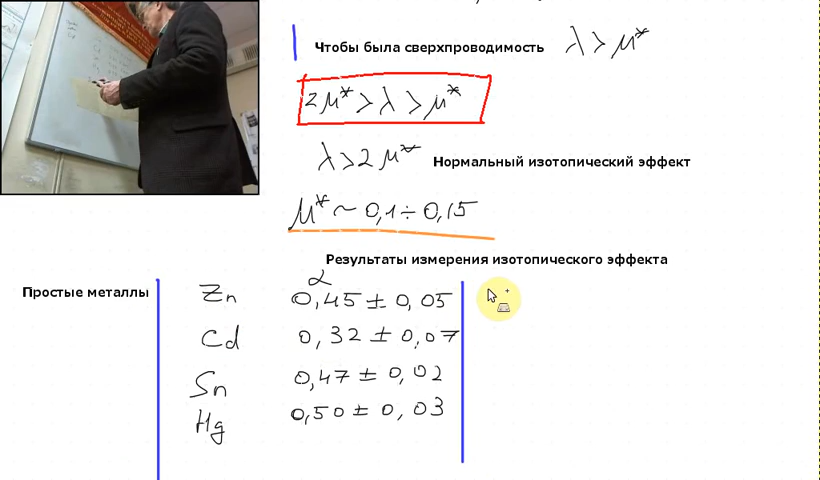 Чтобы была сверхпроводимость λ > μ*
2μ* > λ > μ*
λ > 2μ* Нормальный изотопический эффект
μ* ~ 0,1 ÷ 0,15
Результаты измерения изотопического эффекта
α
Простые металлы Zn 0,45 ± 0,05
Cd 0,32 ± 0,07
Sn 0,47 ± 0,02
Hg 0,50 ± 0,03